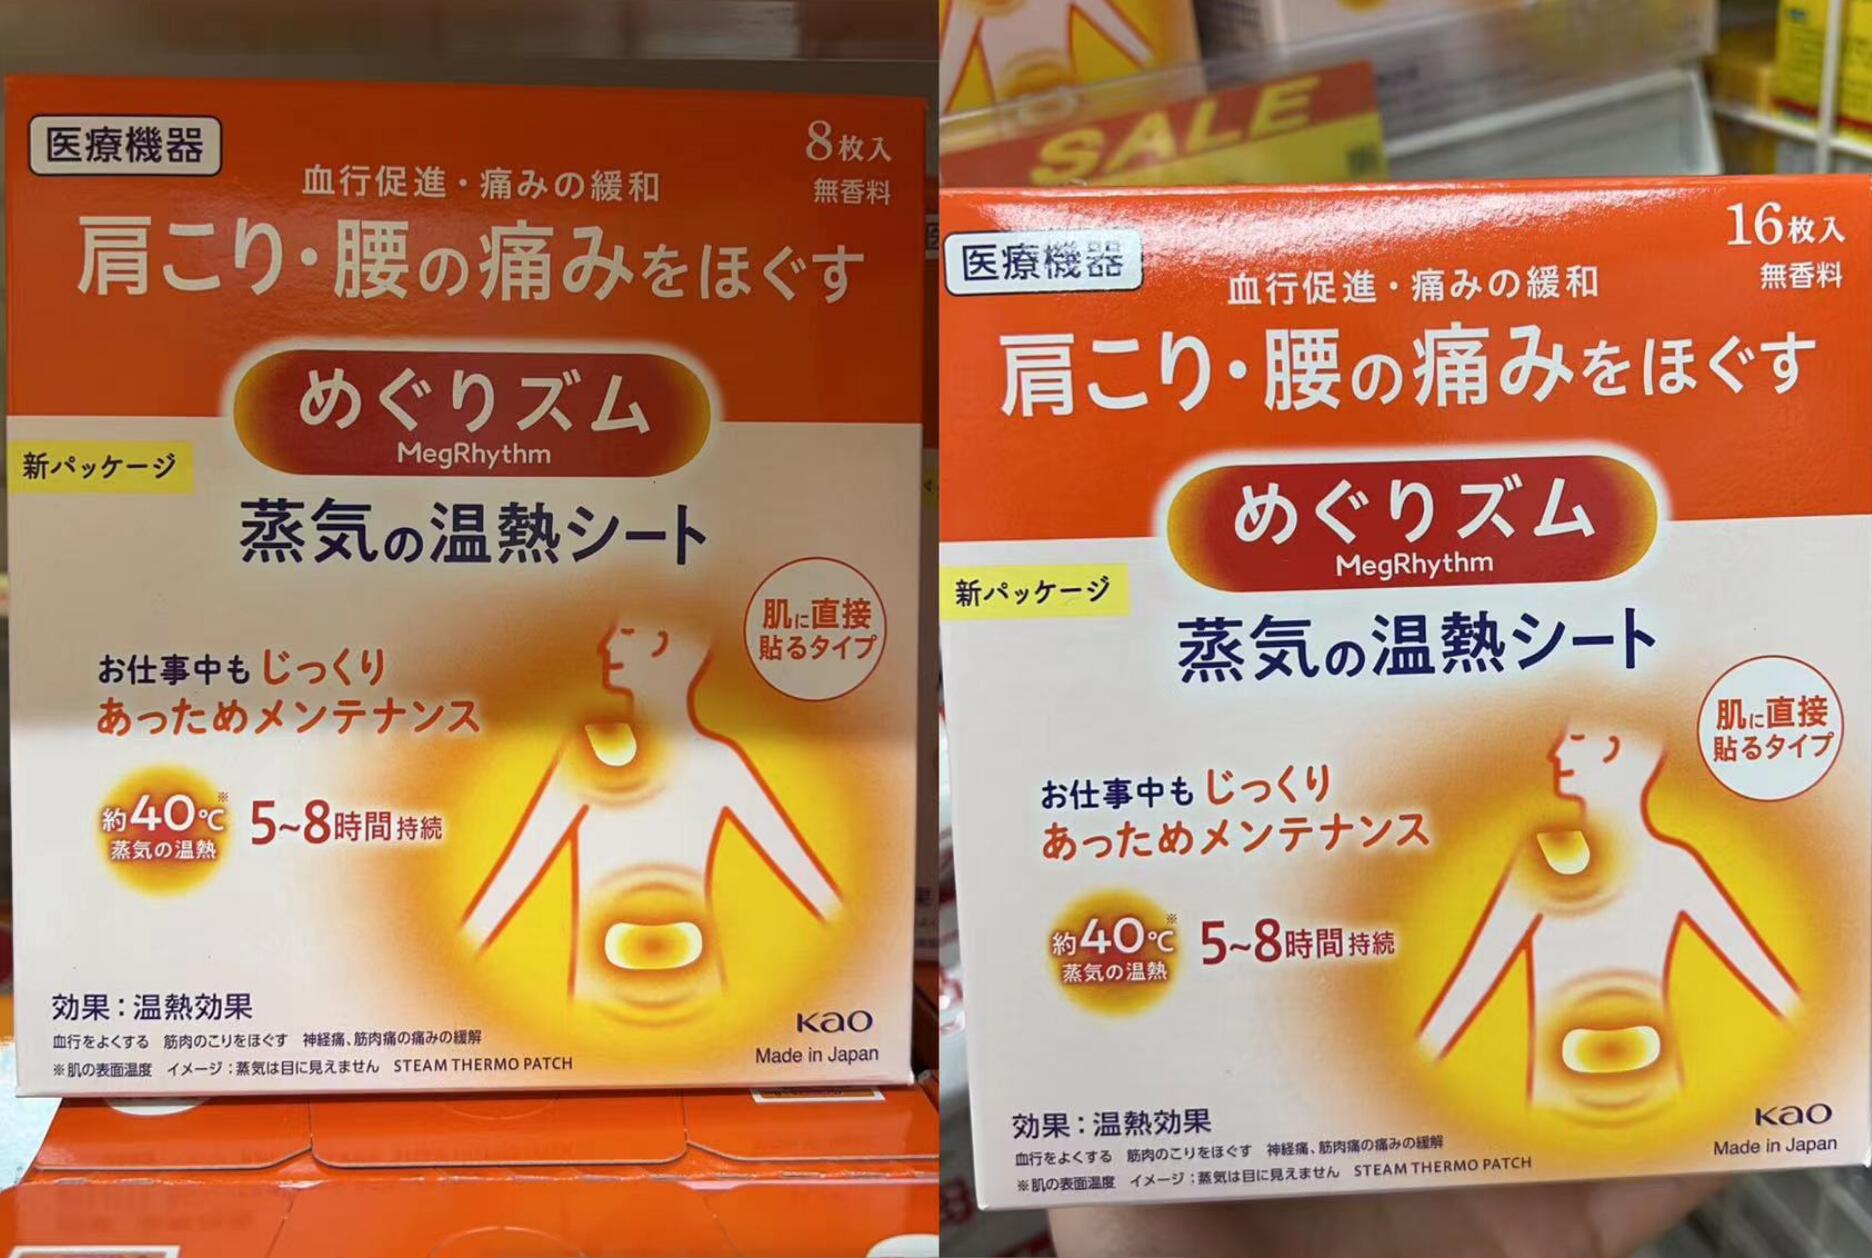 医療機器
8枚入
無香料
血行促進・痛みの緩和
肩こり・腰の痛みをほぐす
めぐりズム
MegRhythm
新パッケージ
蒸気の温熱シート
肌に直接
貼るタイプ
お仕事中もじっくり
あっためメンテナンス
約40℃※
蒸気の温熱
5~8時間持続
効果：温熱効果
血行をよくする 筋肉のこりをほぐす 神経痛、筋肉痛の痛みの緩解
※肌の表面温度 イメージ：蒸気は目に見えません STEAM THERMO PATCH
Kao
Made in Japan
SALE
医療機器
16枚入
無香料
血行促進・痛みの緩和
肩こり・腰の痛みをほぐす
めぐりズム
MegRhythm
新パッケージ
蒸気の温熱シート
肌に直接
貼るタイプ
お仕事中もじっくり
あっためメンテナンス
約40℃※
蒸気の温熱
5~8時間持続
効果：温熱効果
血行をよくする 筋肉のこりをほぐす 神経痛、筋肉痛の痛みの緩解
※肌の表面温度 イメージ：蒸気は目に見えません STEAM THERMO PATCH
Kao
Made in Japan